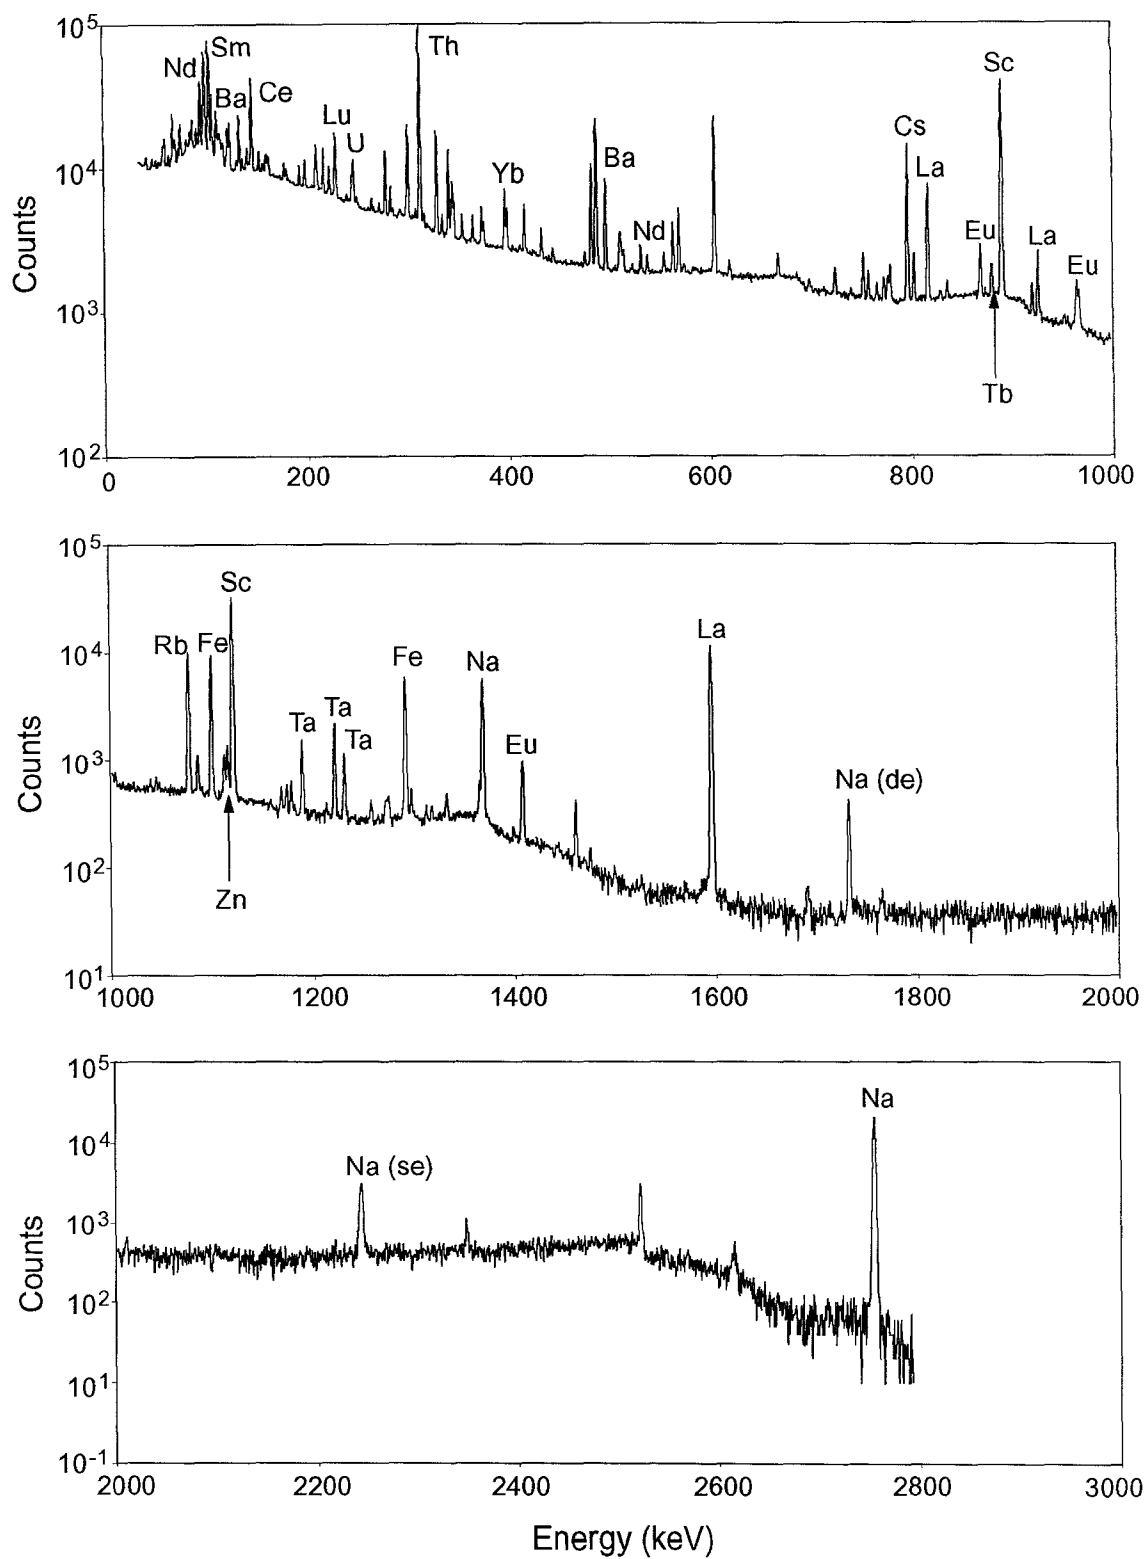 10^5
Th
Sm
Nd
Sc
Ba
Ce
Lu
Cs
U
Ba
10^4
Yb
La
Counts
Nd
Eu
La
Eu
10^3
Tb
10^2
0 200 400 600 800 1000
10^5
Sc
Rb Fe
La
10^4
Fe
Na
Ta
Ta
Ta
Eu
Counts
10^3
Na (de)
10^2
Zn
10^1
1000 1200 1400 1600 1800 2000
10^5
Na
10^4
Na (se)
10^3
Counts
10^2
10^1
10^-1
2000 2200 2400 2600 2800 3000
Energy (keV)